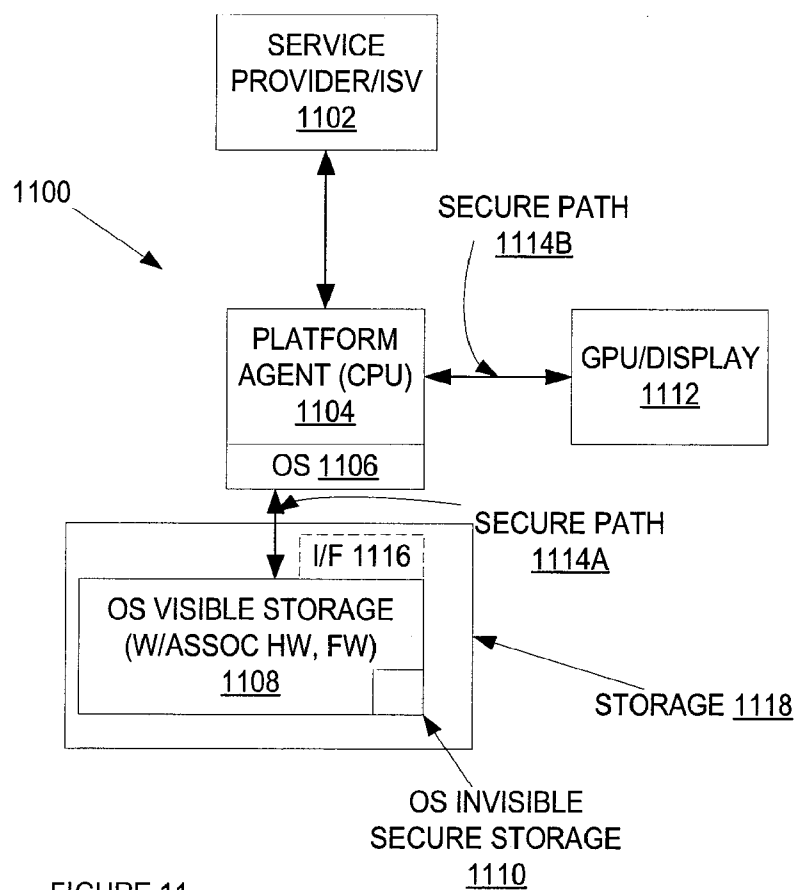 SERVICE
PROVIDER/ISV
1102
1100
SECURE PATH
1114B
PLATFORM
AGENT (CPU)
1104
GPU/DISPLAY
1112
OS 1106
SECURE PATH
1114A
I/F 1116
OS VISIBLE STORAGE
(W/ASSOC HW, FW)
1108
STORAGE 1118
OS INVISIBLE
SECURE STORAGE
1110
FIGURE 11